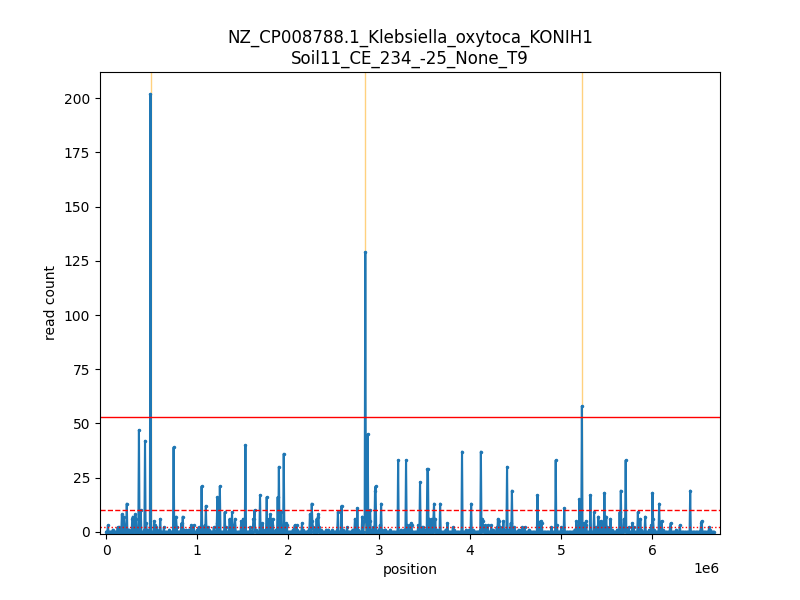 NZ_CP008788.1_Klebsiella_oxytoca_KONIH1
Soil11_CE_234_-25_None_T9
200
175
150
125
100
75
50
25
0
read count
0 1 2 3 4 5 6
1e6
position